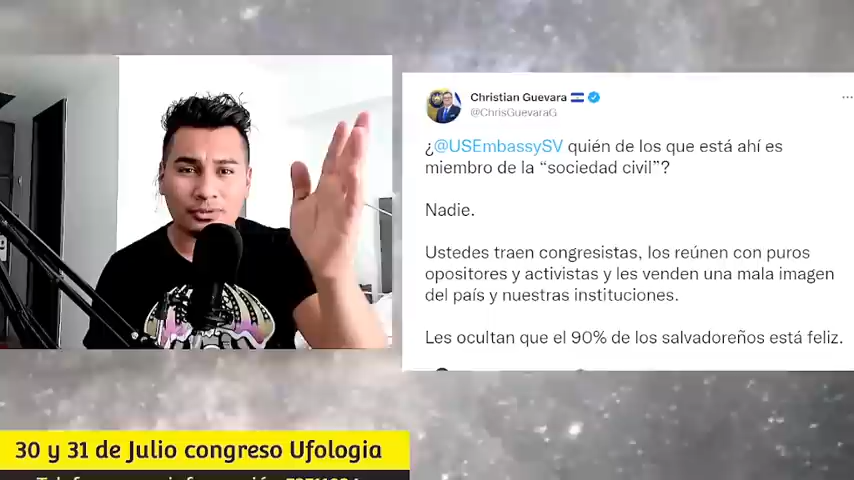 Christian Guevara
@ChrisGuevaraG
¿@USEmbassySV quién de los que está ahí es
miembro de la “sociedad civil”?
Nadie.
Ustedes traen congresistas, los reúnen con puros
opositores y activistas y les venden una mala imagen
del país y nuestras instituciones.
Les ocultan que el 90% de los salvadoreños está feliz.
30 y 31 de Julio congreso Ufologia